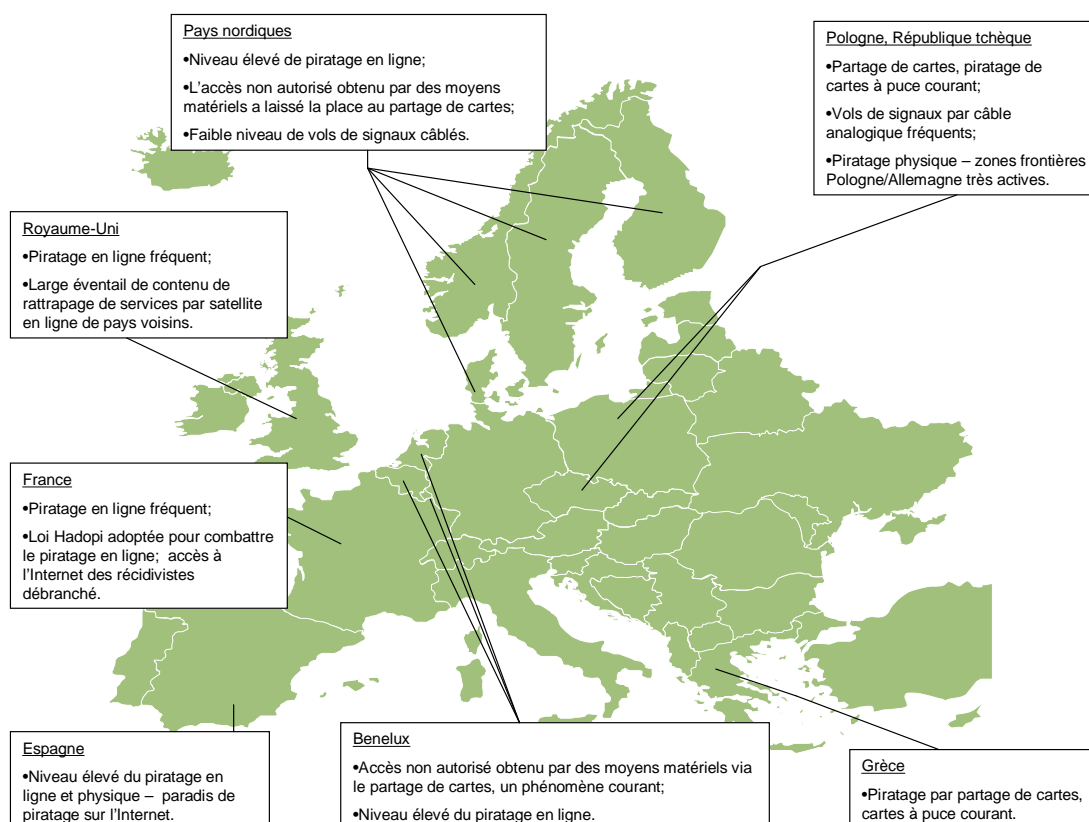 Pays nordiques
•Niveau élevé de piratage en ligne;
•L'accès non autorisé obtenu par des moyens
matériels a laissé la place au partage de cartes;
•Faible niveau de vols de signaux câblés.
Pologne, République tchèque
•Partage de cartes, piratage de
cartes à puce courant;
•Vols de signaux par câble
analogique fréquents;
•Piratage physique – zones frontières
Pologne/Allemagne très actives.
Royaume-Uni
•Piratage en ligne fréquent;
•Large éventail de contenu de
rattrapage de services par satellite
en ligne de pays voisins.
France
•Piratage en ligne fréquent;
•Loi Hadopi adoptée pour combattre
le piratage en ligne;  accès à
l'Internet des récidivistes
débranché.
Espagne
•Niveau élevé du piratage en
ligne et physique –  paradis de
piratage sur l'Internet.
Benelux
•Accès non autorisé obtenu par des moyens matériels via
le partage de cartes, un phénomène courant;
•Niveau élevé du piratage en ligne.
Grèce
•Piratage par partage de cartes,
cartes à puce courant.